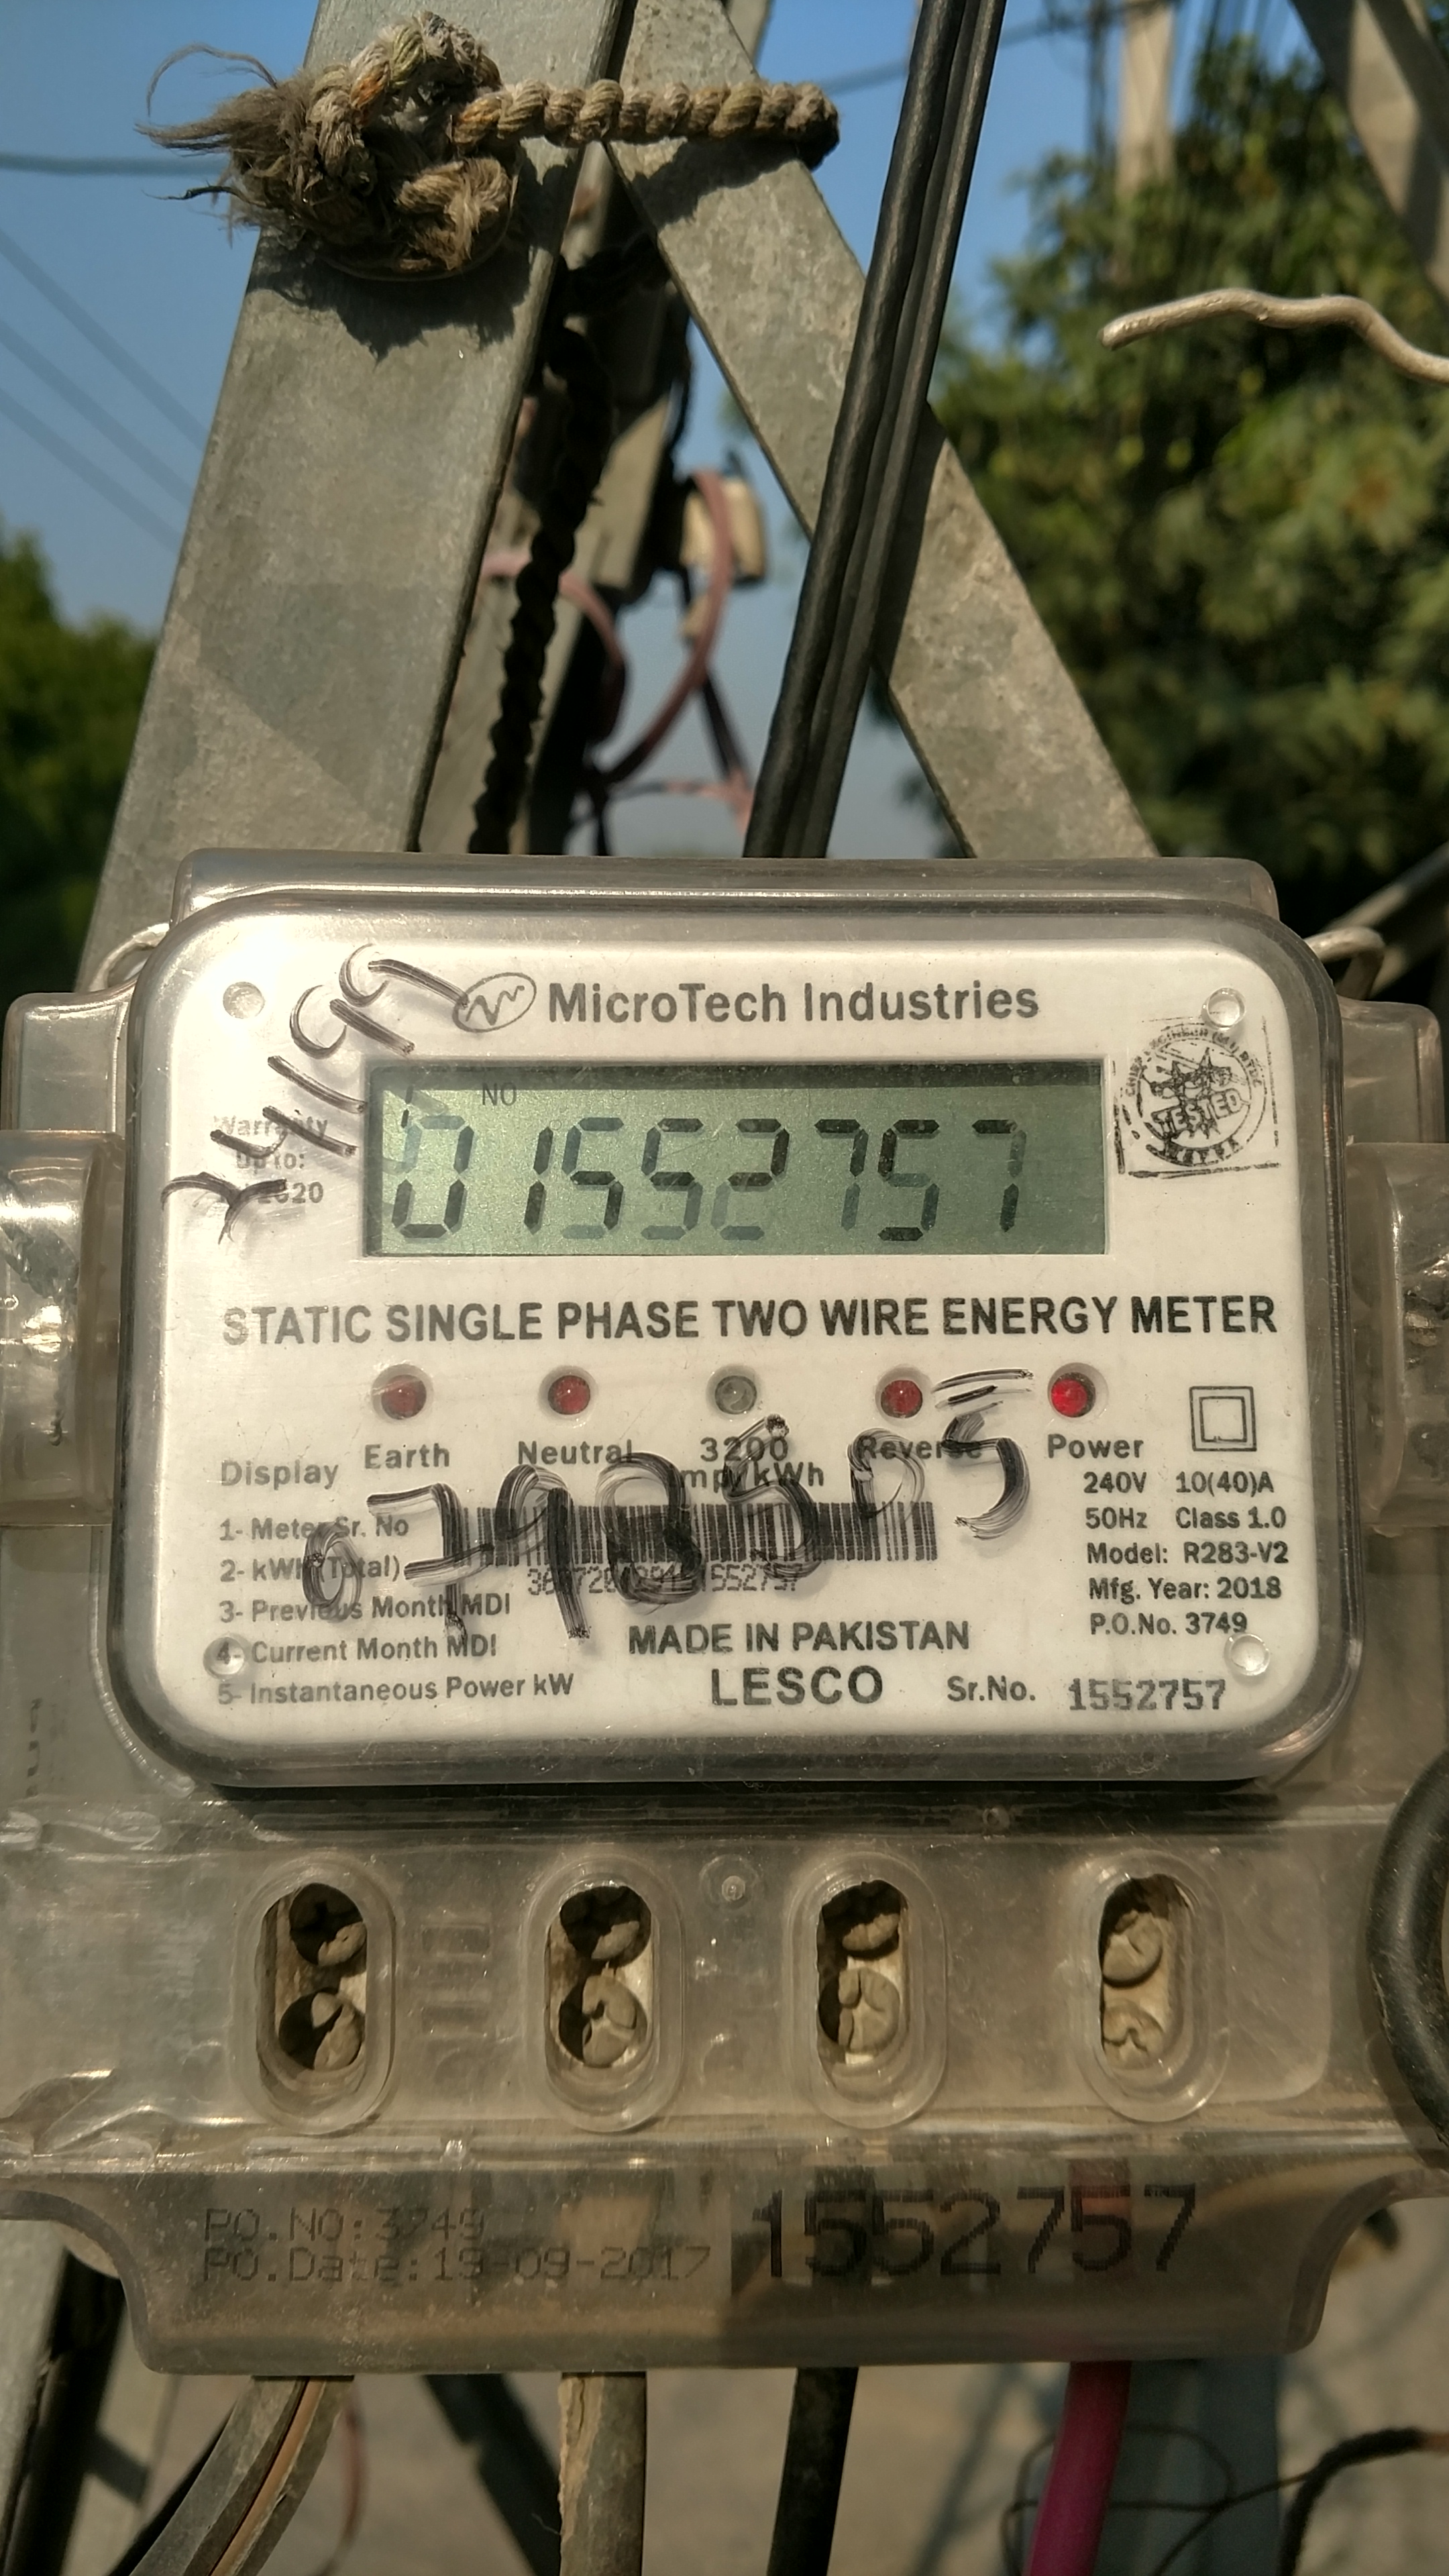 MicroTech Industries
NO
01552757
Warranty
Up to:
TESTED
STATIC SINGLE PHASE TWO WIRE ENERGY METER
Earth Neutral 3200 Reverse Power
imp/kWh
Display
240V 10(40)A
50Hz Class 1.0
Model: R283-V2
Mfg. Year: 2018
P.O.No. 3749
1- Meter Sr. No
2- kWH (Total)
3- Previous Month MDI
4- Current Month MDI
5- Instantaneous Power kW
MADE IN PAKISTAN
LESCO
Sr.No. 1552757
PO.NO:3749
PO.Date:19-09-2017
1552757